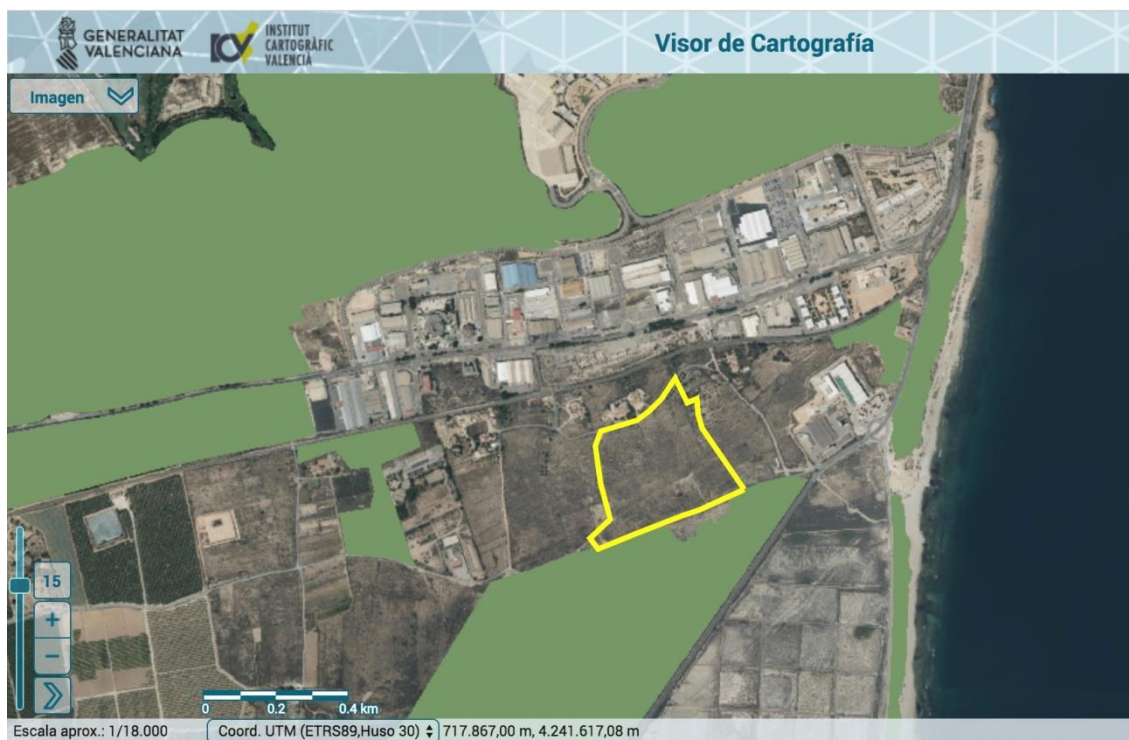 GENERALITAT
VALENCIANA
INSTITUT
CARTOGRÀFIC
VALENCIÀ
Visor de Cartografía
Imagen
15
+
−
0 0.2 0.4 km
Escala aprox.: 1/18.000 Coord. UTM (ETRS89,Huso 30) 717.867,00 m, 4.241.617,08 m